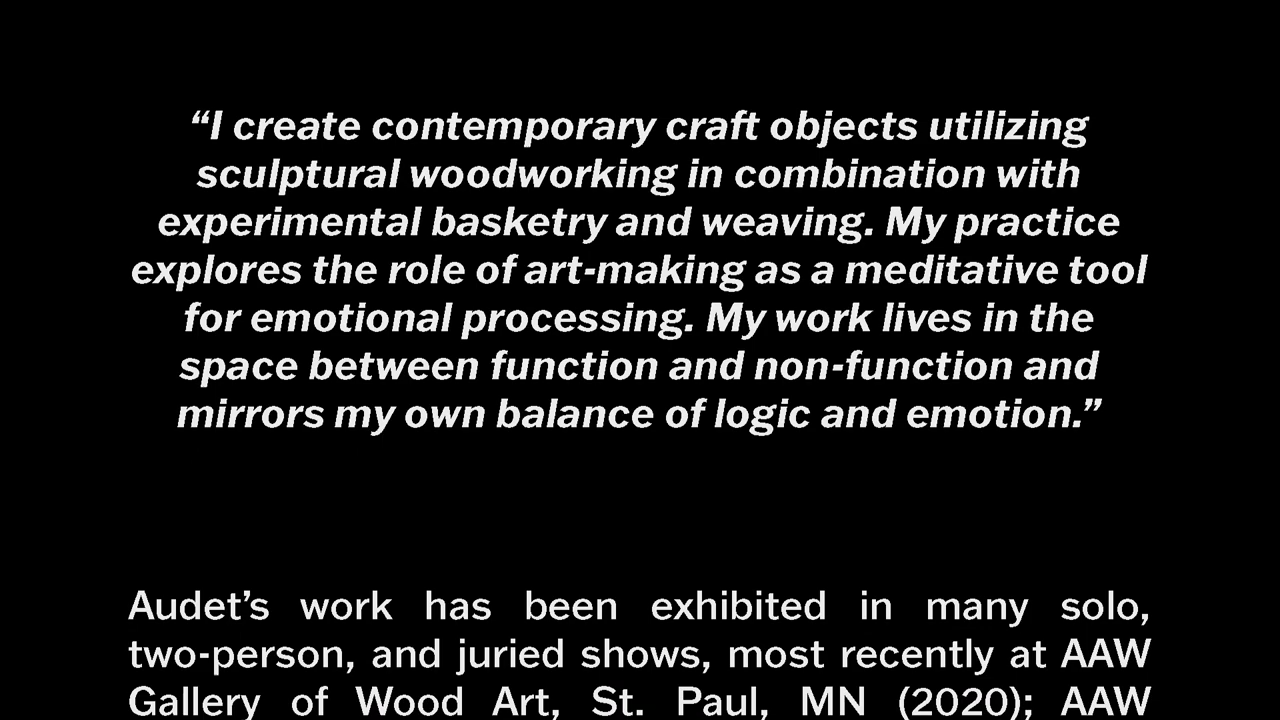 “I create contemporary craft objects utilizing
sculptural woodworking in combination with
experimental basketry and weaving. My practice
explores the role of art-making as a meditative tool
for emotional processing. My work lives in the
space between function and non-function and
mirrors my own balance of logic and emotion.”
Audet’s work has been exhibited in many solo,
two-person, and juried shows, most recently at AAW
Gallery of Wood Art, St. Paul, MN (2020); AAW